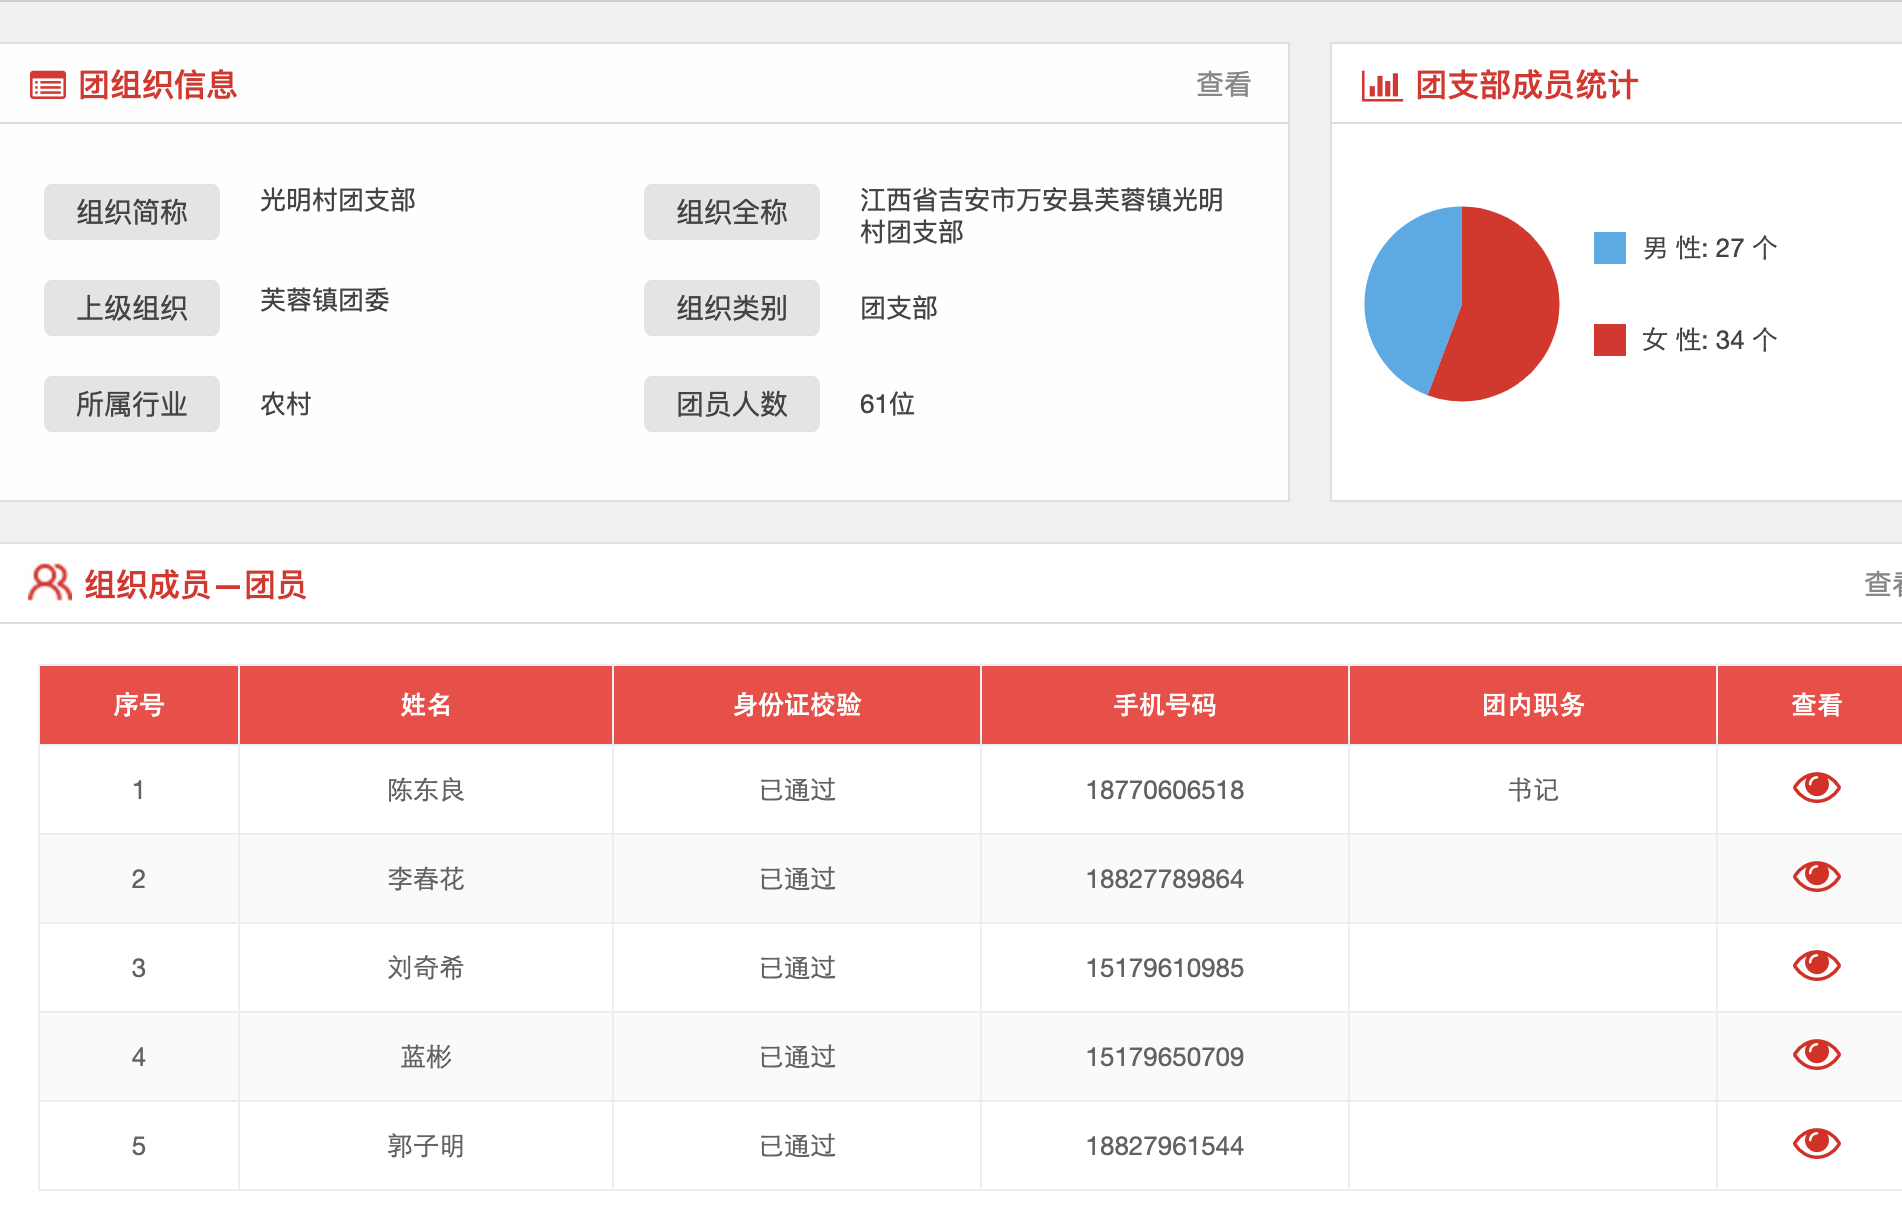 团组织信息
查看
组织简称
光明村团支部
组织全称
江西省吉安市万安县芙蓉镇光明
村团支部
上级组织
芙蓉镇团委
组织类别
团支部
所属行业
农村
团员人数
61位
团支部成员统计
男 性: 27 个
女 性: 34 个
组织成员—团员
查看
序号 姓名 身份证校验 手机号码 团内职务 查看
1 陈东良 已通过 18770606518 书记
2 李春花 已通过 18827789864
3 刘奇希 已通过 15179610985
4 蓝彬 已通过 15179650709
5 郭子明 已通过 18827961544